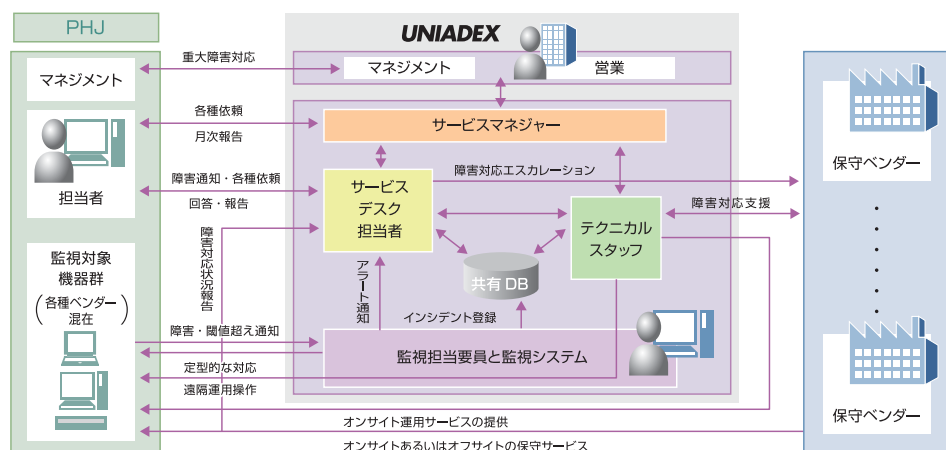 PHJ
UNIADEX
マネジメント
重大障害対応
マネジメント
営業
各種依頼
月次報告
サービスマネジャー
担当者
障害通知・各種依頼
回答・報告
サービス
デスク
担当者
障害対応エスカレーション
保守ベンダー
テクニカル
スタッフ
障害対応支援
共有 DB
障害対応状況報告
アラート通知
インシデント登録
監視対象
機器群
(各種ベンダー
混在)
障害・閾値超え通知
監視担当要員と監視システム
定型的な対応
遠隔運用操作
保守ベンダー
オンサイト運用サービスの提供
オンサイトあるいはオフサイトの保守サービス